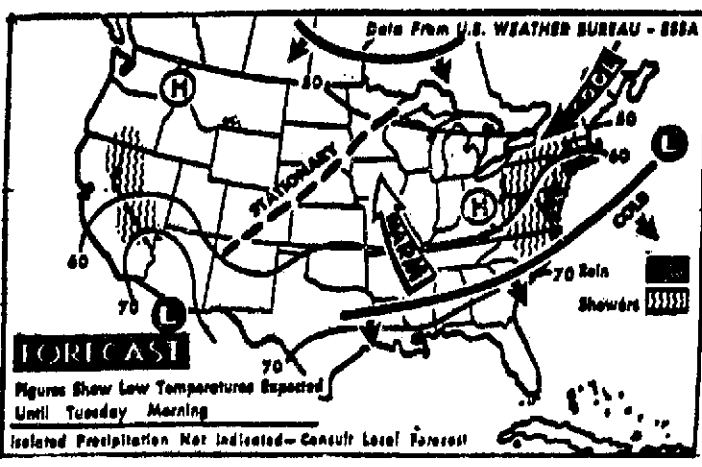 Data From U.S. WEATHER BUREAU - ESSA
H
50
COOL
50
60
L
STATIONARY
H
WARM
COLD
60
70
70 Rain
Showers
L
FORECAST
70
Figures Show Low Temperatures Expected
Until Tuesday Morning
Isolated Precipitation Not Indicated - Consult Local Forecast